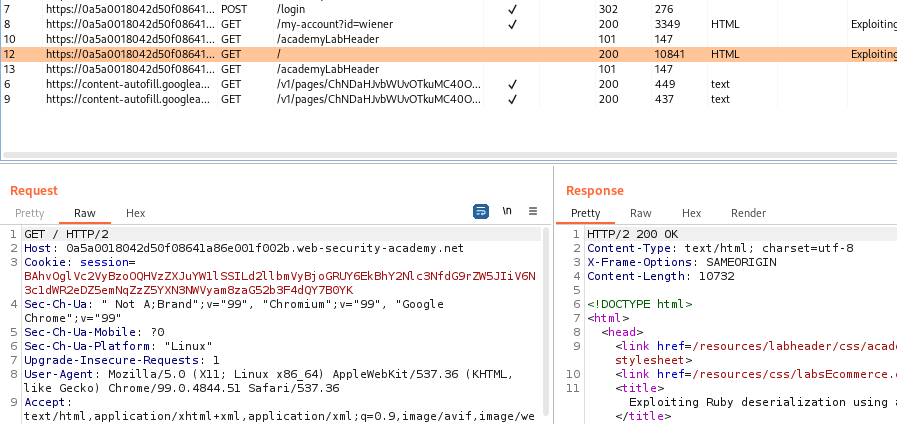 7 https://0a5a0018042d50f08641... POST /login ✓ 302 276
8 https://0a5a0018042d50f08641... GET /my-account?id=wiener ✓ 200 3349 HTML Exploiting
10 https://0a5a0018042d50f08641... GET /academyLabHeader 101 147
12 https://0a5a0018042d50f08641... GET / 200 10841 HTML Exploiting
13 https://0a5a0018042d50f08641... GET /academyLabHeader 101 147
6 https://content-autofill.googlea... GET /v1/pages/ChNDaHJvbWUvOTkuMC40O... ✓ 200 449 text
9 https://content-autofill.googlea... GET /v1/pages/ChNDaHJvbWUvOTkuMC40O... ✓ 200 437 text
Request
Pretty Raw Hex \n
1 GET / HTTP/2
2 Host: 0a5a0018042d50f08641a86e001f002b.web-security-academy.net
3 Cookie: session=
4 Sec-Ch-Ua: " Not A;Brand";v="99", "Chromium";v="99", "Google
Chrome";v="99"
5 Sec-Ch-Ua-Mobile: ?0
6 Sec-Ch-Ua-Platform: "Linux"
7 Upgrade-Insecure-Requests: 1
8 User-Agent: Mozilla/5.0 (X11; Linux x86_64) AppleWebKit/537.36 (KHTML,
like Gecko) Chrome/99.0.4844.51 Safari/537.36
9 Accept:
text/html,application/xhtml+xml,application/xml;q=0.9,image/avif,image/we
Response
Pretty Raw Hex Render
1 HTTP/2 200 OK
2 Content-Type: text/html; charset=utf-8
3 X-Frame-Options: SAMEORIGIN
4 Content-Length: 10732
5
6 <!DOCTYPE html>
7 <html>
8 <head>
9 <link href=/resources/labheader/css/acad
stylesheet>
10 <link href=/resources/css/labsEcommerce.
11 <title>
Exploiting Ruby deserialization using
</title>